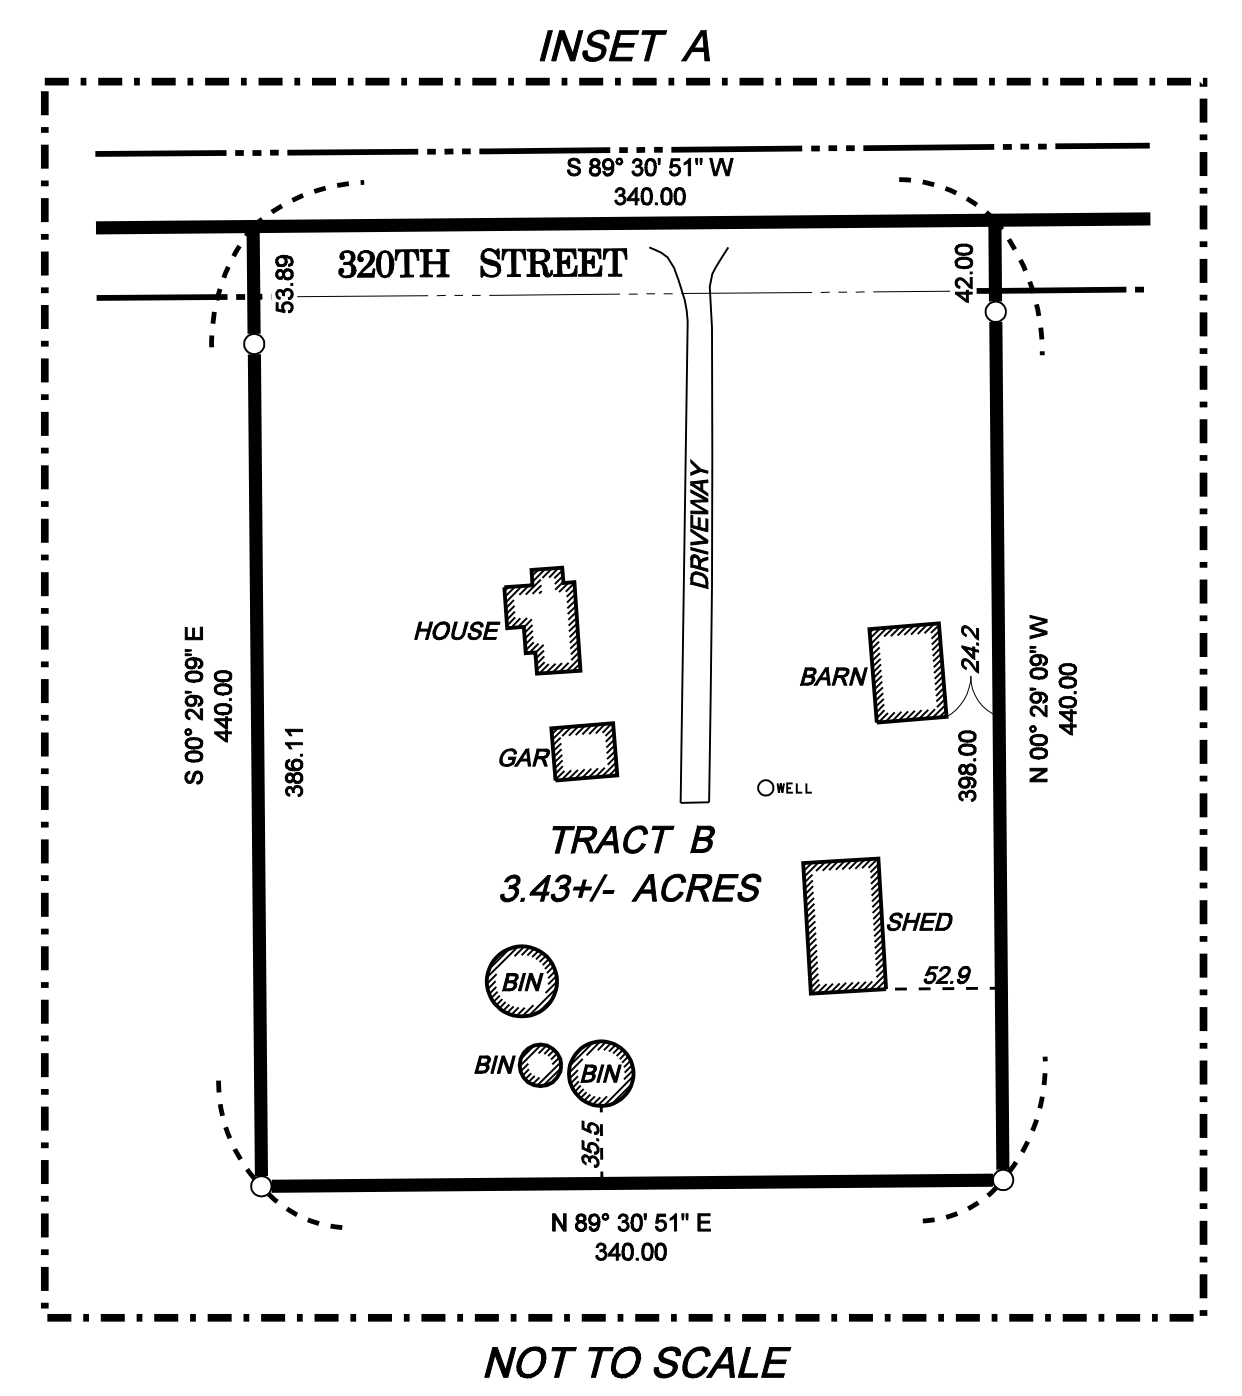 INSET A
S 89° 30' 51" W
340.00
320TH STREET
53.89
42.00
DRIVEWAY
HOUSE
BARN
24.2
S 00° 29' 09" E
440.00
N 00° 29' 09" W
440.00
386.11
398.00
GAR
WELL
TRACT B
3.43+/- ACRES
SHED
52.9
BIN
BIN
BIN
35.5
N 89° 30' 51" E
340.00
NOT TO SCALE